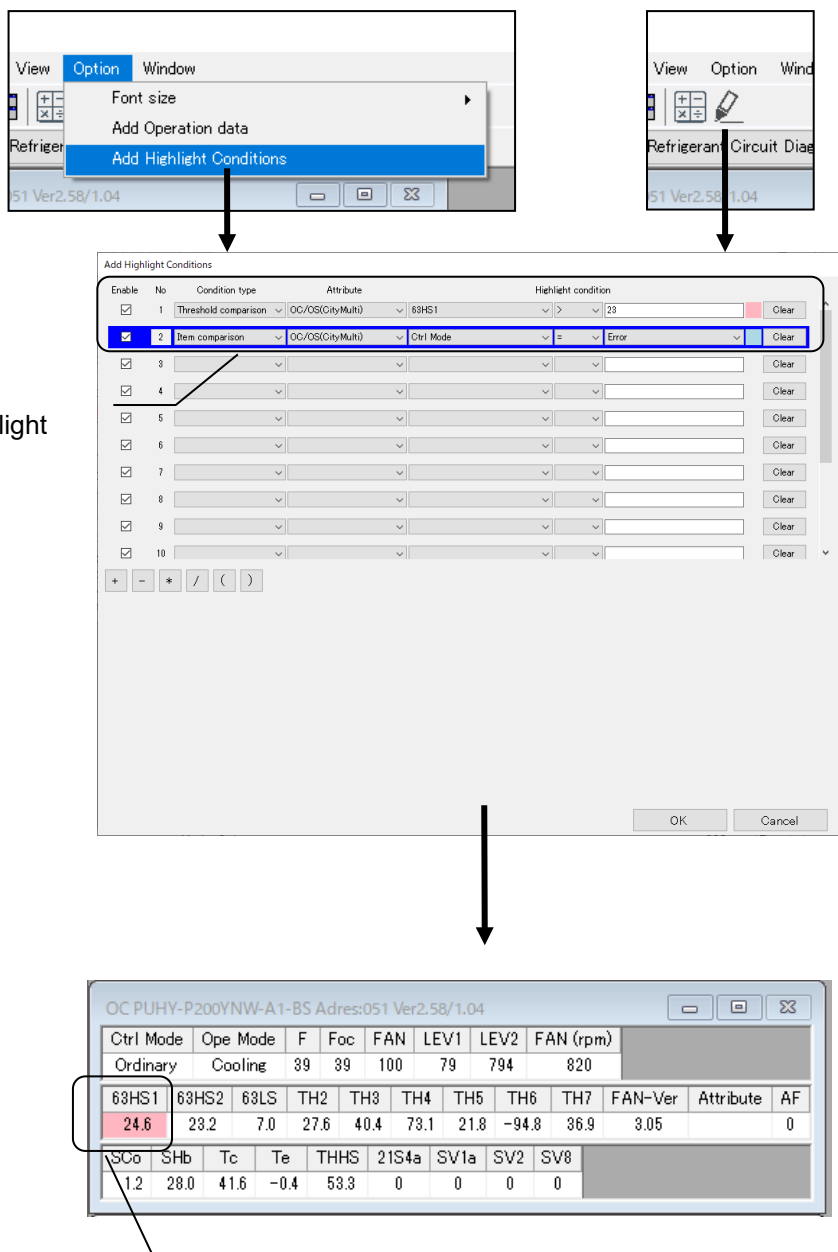 View Option Window
Font size
Add Operation data
Add Highlight Conditions
Refriger
051 Ver2.58/1.04
View Option Wind
Refrigerant Circuit Diag
051 Ver2.58/1.04
Add Highlight Conditions
Enable No Condition type Attribute Highlight condition
1 Threshold comparison OC/OS(CityMulti) 63HS1 > 23 Clear
2 Item comparison OC/OS(CityMulti) Ctrl Mode = Error Clear
3 Clear
4 Clear
5 Clear
6 Clear
7 Clear
8 Clear
9 Clear
10 Clear
+ - * / ( )
OK Cancel
light
OC PUHY-P200YNW-A1-BS Adres:051 Ver2.58/1.04
Ctrl Mode Ope Mode F Foc FAN LEV1 LEV2 FAN (rpm)
Ordinary Cooling 39 39 100 79 794 820
63HS1 63HS2 63LS TH2 TH3 TH4 TH5 TH6 TH7 FAN-Ver Attribute AF
24.6 23.2 7.0 27.6 40.4 73.1 21.8 -94.8 36.9 3.05 0
SCo SHb Tc Te THHS 21S4a SV1a SV2 SV8
1.2 28.0 41.6 -0.4 53.3 0 0 0 0